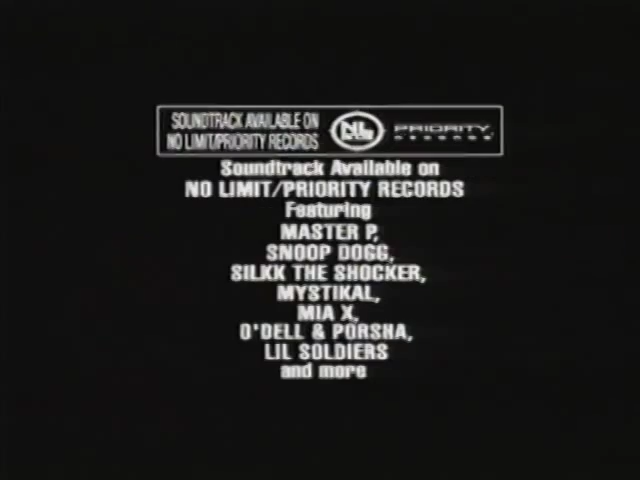 SOUNDTRACK AVAILABLE ON
NO LIMIT/PRIORITY RECORDS
NL
PRIORITY
RECORDS
Soundtrack Available on
NO LIMIT/PRIORITY RECORDS
Featuring
MASTER P,
SNOOP DOGG,
SILKK THE SHOCKER,
MYSTIKAL,
MIA X,
O'DELL & PORSHA,
LIL SOLDIERS
and more